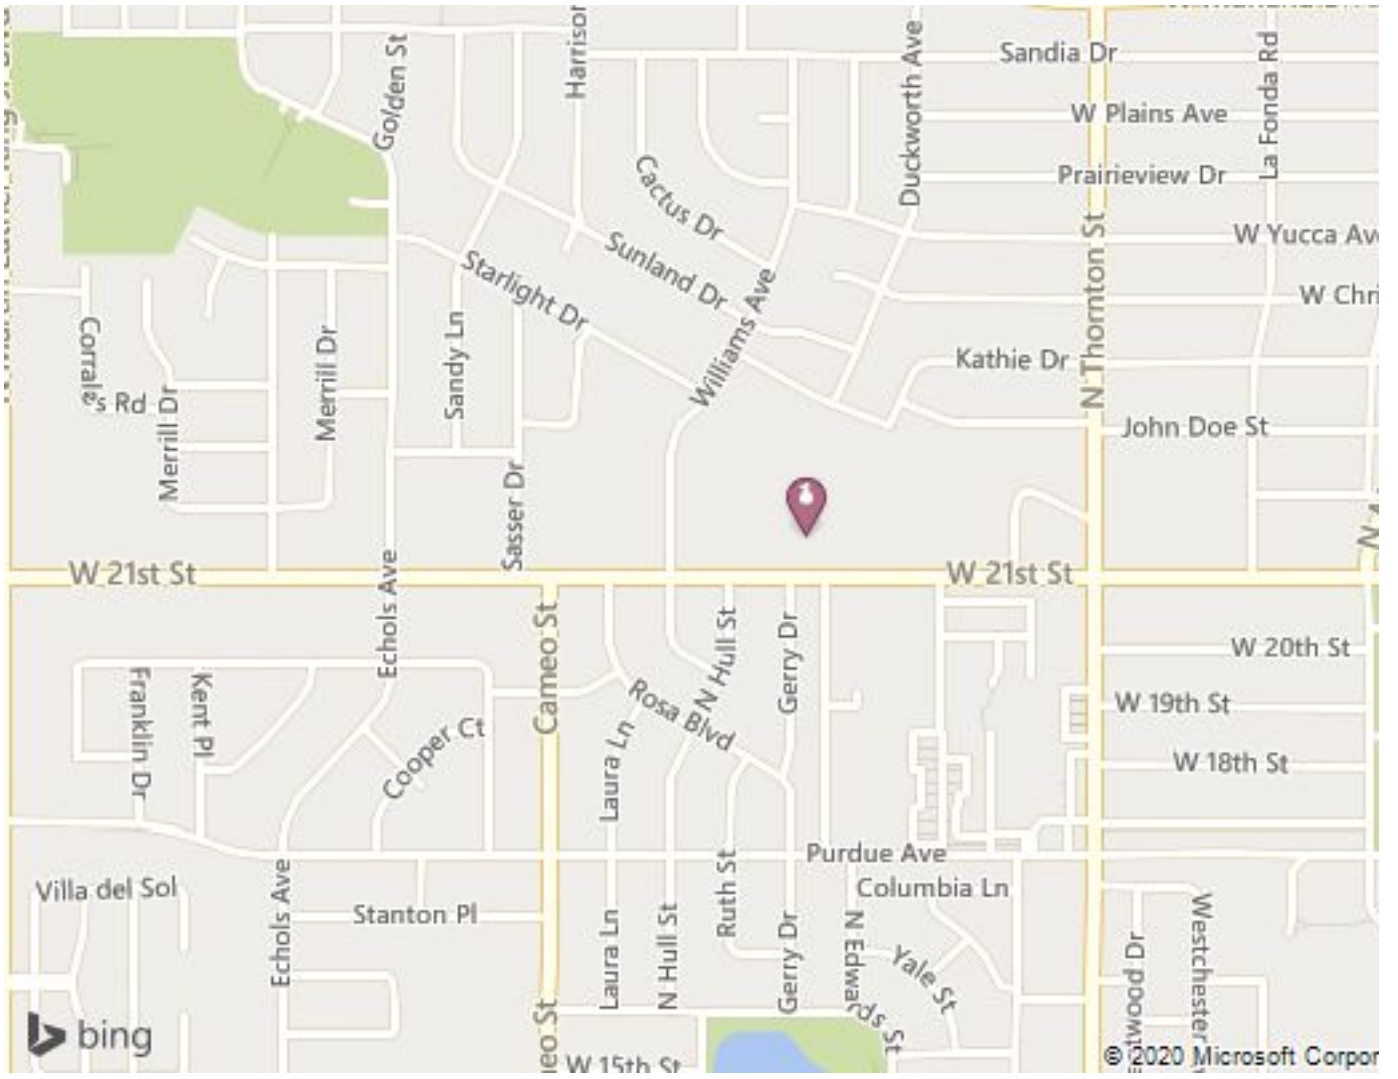 Sandia Dr
Golden St
Duckworth Ave
La Fonda Rd
W Plains Ave
Prairieview Dr
Cactus Dr
W Yucca Ave
Sunland Dr
Starlight Dr
Williams Ave
N Thornton St
W Chri
Corrales Rd
Merrill Dr
Merrill Dr
Sandy Ln
Kathie Dr
John Doe St
Sasser Dr
W 21st St
W 21st St
Echols Ave
Cameo St
N Hull St
Gerry Dr
W 20th St
Franklin Dr
Kent Pl
Rosa Blvd
W 19th St
Cooper Ct
Laura Ln
W 18th St
Purdue Ave
Villa del Sol
Echols Ave
Stanton Pl
Ruth St
Columbia Ln
Laura Ln
N Hull St
Gerry Dr
N Edwards St
Yale St
Westchester
bing
W 15th St
© 2020 Microsoft Corpor